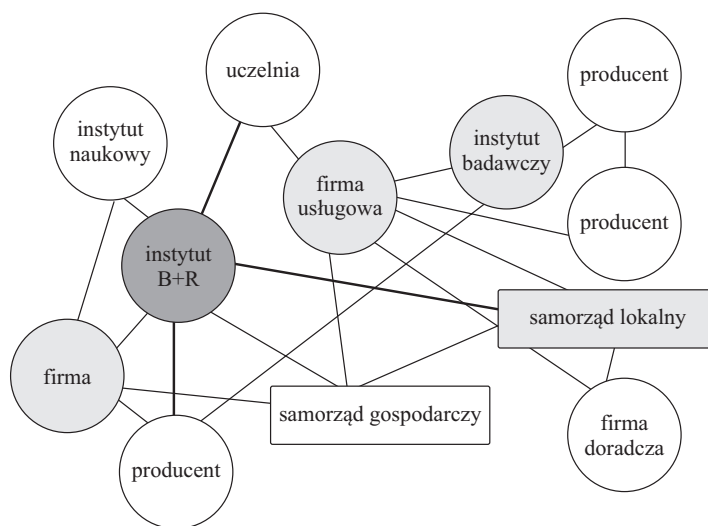 uczelnia
producent
instytut
naukowy
instytut
badawczy
firma
usługowa
producent
instytut
B+R
samorząd lokalny
firma
samorząd gospodarczy
firma
doradcza
producent